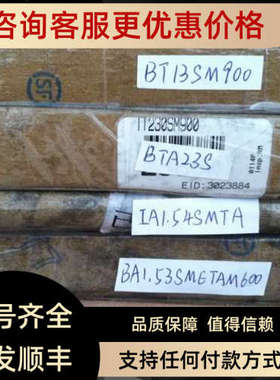 咨询客服更优惠价格
BT13SM900
IT230SM900
BTA23S
EID: 3023884
IA1.54SMTA
BA1.53SMETAM600
号齐全
品质保障 值得信赖
发顺丰
支持任何付款方式